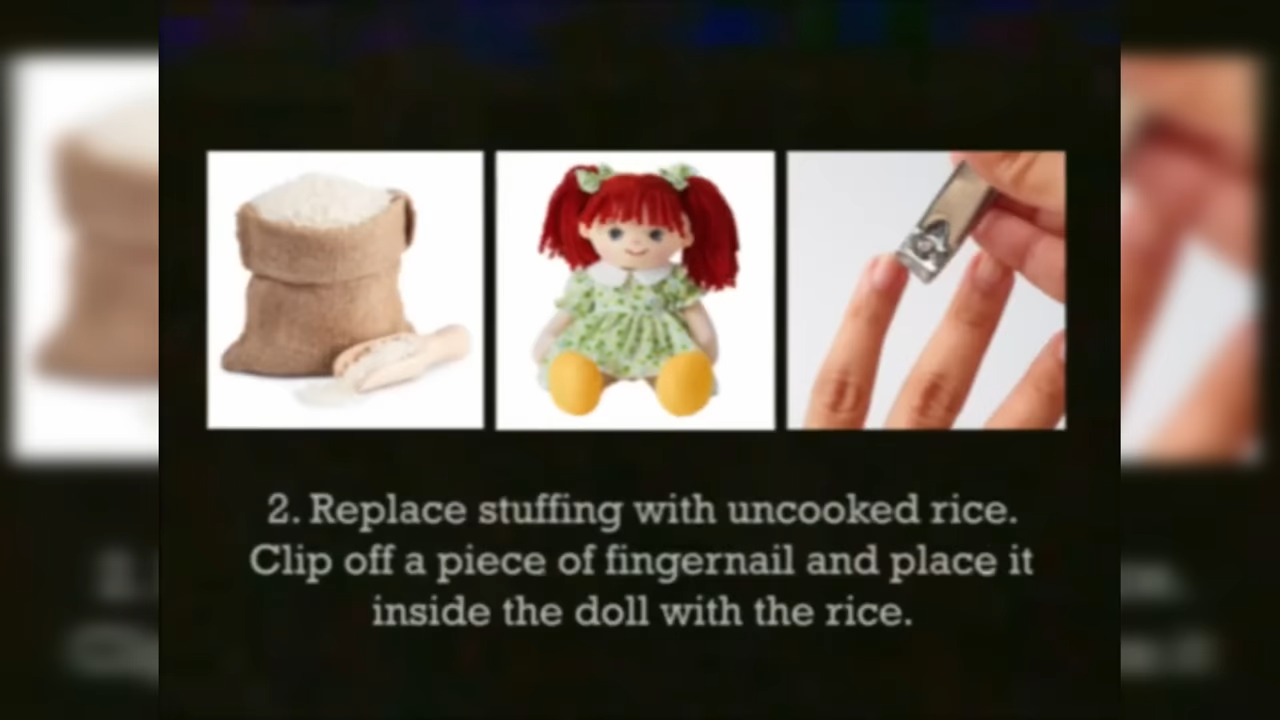 2. Replace stuffing with uncooked rice.
Clip off a piece of fingernail and place it
inside the doll with the rice.